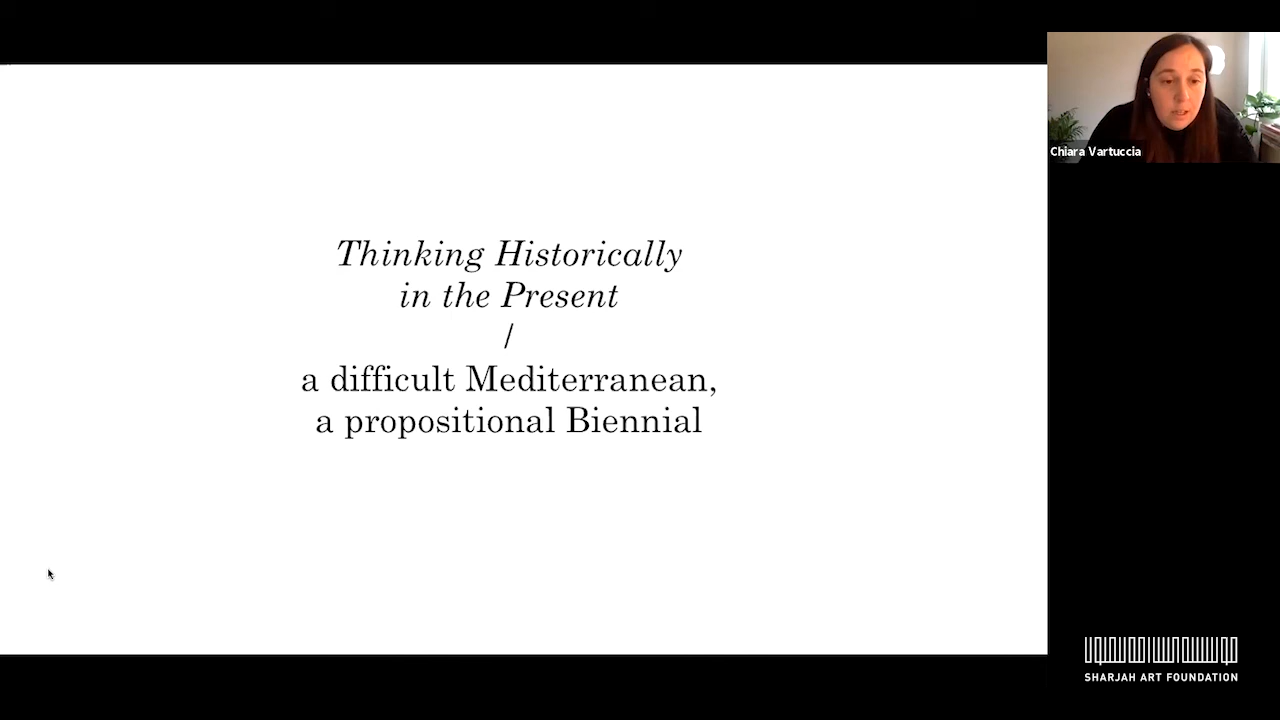 Thinking Historically
in the Present
/
a difficult Mediterranean,
a propositional Biennial
Chiara Vartuccia
SHARJAH ART FOUNDATION